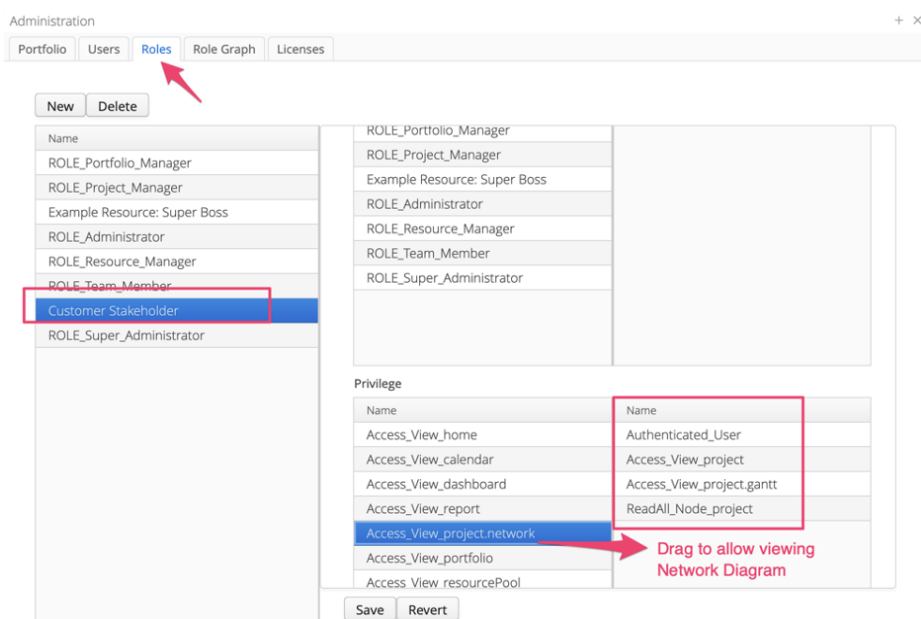 Administration
Portfolio Users Roles Role Graph Licenses
New Delete
Name
ROLE_Portfolio_Manager
ROLE_Project_Manager
Example Resource: Super Boss
ROLE_Administrator
ROLE_Resource_Manager
ROLE_Team_Member
Customer Stakeholder
ROLE_Super_Administrator
ROLE_Portfolio_Manager
ROLE_Project_Manager
Example Resource: Super Boss
ROLE_Administrator
ROLE_Resource_Manager
ROLE_Team_Member
ROLE_Super_Administrator
Privilege
Name
Access_View_home
Access_View_calendar
Access_View_dashboard
Access_View_report
Access_View_project.network
Access_View_portfolio
Access_View_resourcePool
Name
Authenticated_User
Access_View_project
Access_View_project.gantt
ReadAll_Node_project
Drag to allow viewing
Network Diagram
Save Revert